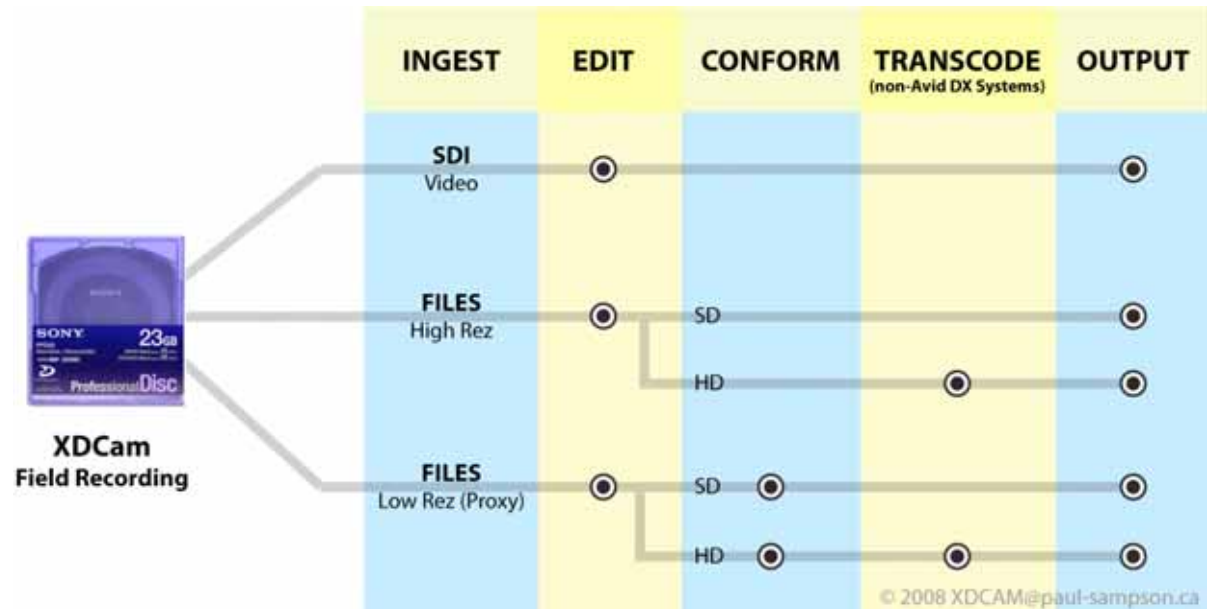 INGEST EDIT CONFORM TRANSCODE OUTPUT
(non-Avid DX Systems)
SDI
Video
FILES
High Rez
SD
HD
SONY
SONY
23GB
ProfessionalDisc
XDCam
Field Recording
FILES
Low Rez (Proxy)
SD
HD
© 2008 XDCAM@paul-sampson.ca